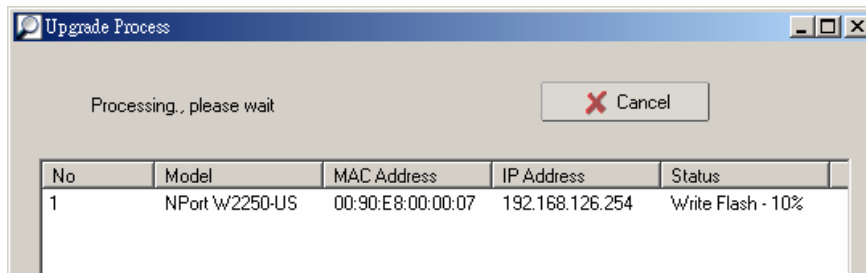 Upgrade Process
Processing., please wait
Cancel
No Model MAC Address IP Address Status
1 NPort W2250-US 00:90:E8:00:00:07 192.168.126.254 Write Flash - 10%